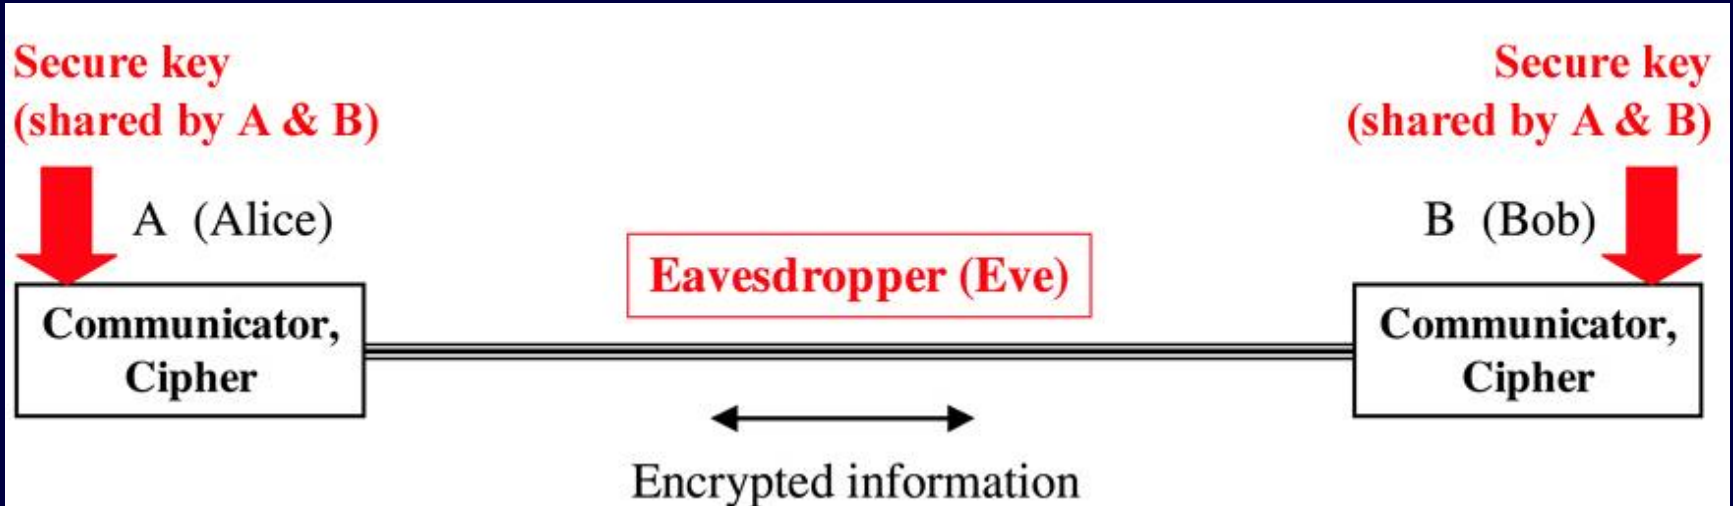 Secure key
(shared by A & B)
Secure key
(shared by A & B)
A (Alice)
B (Bob)
Eavesdropper (Eve)
Communicator,
Cipher
Communicator,
Cipher
Encrypted information